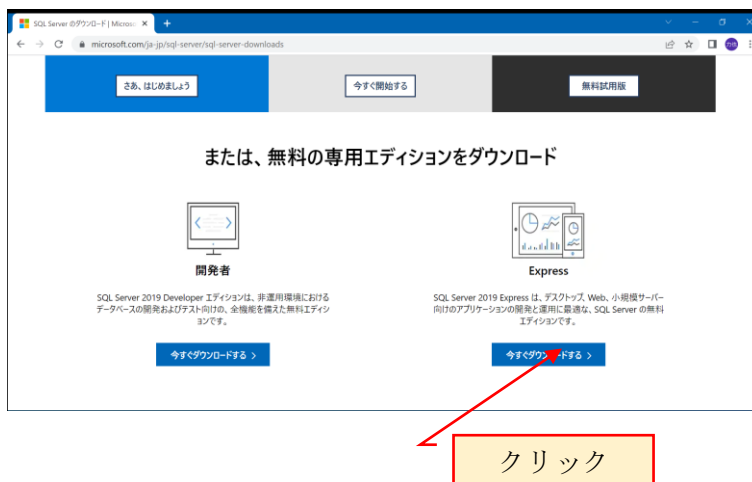 SQL Server のダウンロード | Microso
microsoft.com/ja-jp/sql-server/sql-server-downloads
さあ、はじめましょう
今すぐ開始する
無料試用版
または、無料の専用エディションをダウンロード
開発者
SQL Server 2019 Developer エディションは、非運用環境における
データベースの開発およびテスト向けの、全機能を備えた無料エディシ
ョンです。
今すぐダウンロードする >
Express
SQL Server 2019 Express は、デスクトップ、Web、小規模サーバー
向けのアプリケーションの開発と運用に最適な、SQL Server の無料
エディションです。
今すぐダウンロードする >
クリック